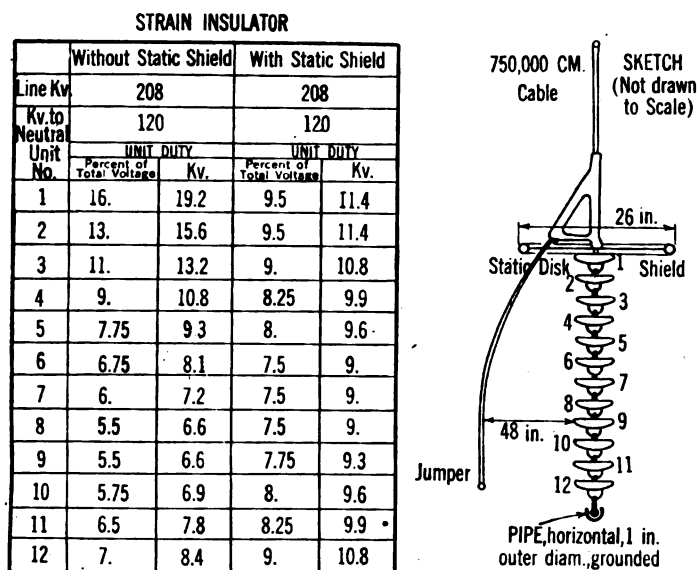 STRAIN INSULATOR
Without Static Shield With Static Shield
Line Kv. 208 208
Kv. to Neutral 120 120
Unit No. UNIT DUTY UNIT DUTY
Percent of Total Voltage Kv. Percent of Total Voltage Kv.
1 16. 19.2 9.5 11.4
2 13. 15.6 9.5 11.4
3 11. 13.2 9. 10.8
4 9. 10.8 8.25 9.9
5 7.75 9.3 8. 9.6
6 6.75 8.1 7.5 9.
7 6. 7.2 7.5 9.
8 5.5 6.6 7.5 9.
9 5.5 6.6 7.75 9.3
10 5.75 6.9 8. 9.6
11 6.5 7.8 8.25 9.9
12 7. 8.4 9. 10.8
750,000 CM.
Cable
SKETCH
(Not drawn
to Scale)
26 in.
Static Disk Shield
1
2
3
4
5
6
7
8
9
10
11
12
48 in.
Jumper
PIPE, horizontal, 1 in.
outer diam., grounded